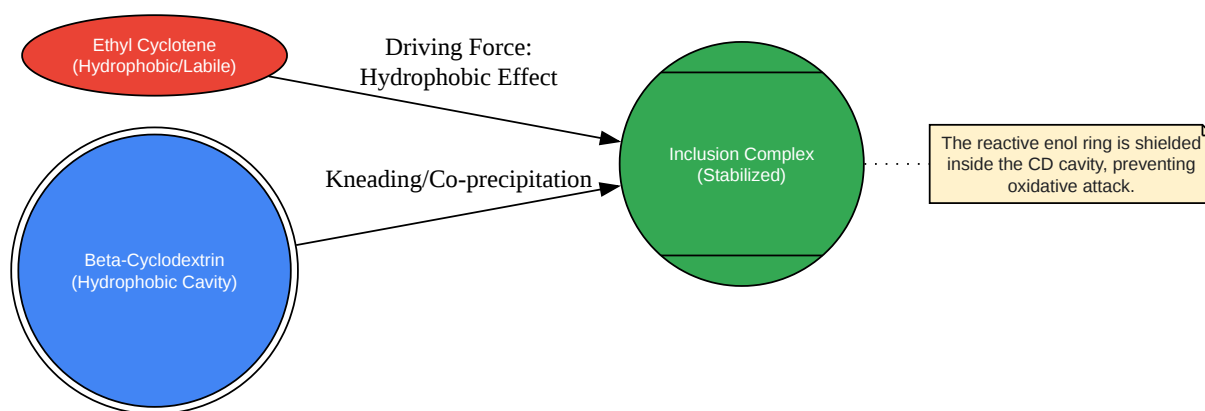 Ethyl Cyclotene
(Hydrophobic/Labile)
Driving Force:
Hydrophobic Effect
Kneading/Co-precipitation
Beta-Cyclodextrin
(Hydrophobic Cavity)
Inclusion Complex
(Stabilized)
The reactive enol ring is shielded
inside the CD cavity, preventing
oxidative attack.